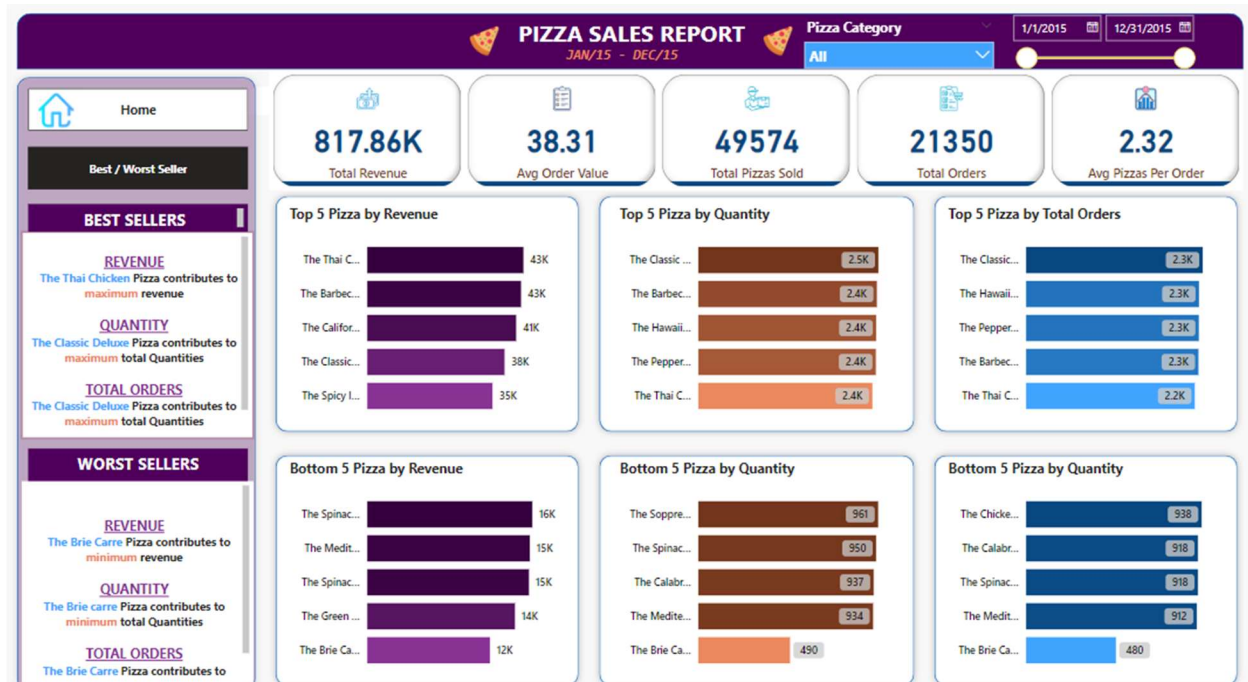 PIZZA SALES REPORT
JAN/15 - DEC/15
Pizza Category
All
1/1/2015
12/31/2015
Home
Best / Worst Seller
BEST SELLERS
REVENUE
The Thai Chicken Pizza contributes to
maximum revenue
QUANTITY
The Classic Deluxe Pizza contributes to
maximum total Quantities
TOTAL ORDERS
The Classic Deluxe Pizza contributes to
maximum total Quantities
WORST SELLERS
REVENUE
The Brie Carre Pizza contributes to
minimum revenue
QUANTITY
The Brie carre Pizza contributes to
minimum total Quantities
TOTAL ORDERS
The Brie Carre Pizza contributes to
817.86K
Total Revenue
38.31
Avg Order Value
49574
Total Pizzas Sold
21350
Total Orders
2.32
Avg Pizzas Per Order
Top 5 Pizza by Revenue
The Thai C... 43K
The Barbec... 43K
The Califor... 41K
The Classic... 38K
The Spicy I... 35K
Top 5 Pizza by Quantity
The Classic ... 2.5K
The Barbec... 2.4K
The Hawaii... 2.4K
The Pepper... 2.4K
The Thai C... 2.4K
Top 5 Pizza by Total Orders
The Classic... 2.3K
The Hawaii... 2.3K
The Pepper... 2.3K
The Barbec... 2.3K
The Thai C... 2.2K
Bottom 5 Pizza by Revenue
The Spinac... 16K
The Medit... 15K
The Spinac... 15K
The Green ... 14K
The Brie Ca... 12K
Bottom 5 Pizza by Quantity
The Soppre... 961
The Spinac... 950
The Calabr... 937
The Medite... 934
The Brie Ca... 490
Bottom 5 Pizza by Quantity
The Chicke... 938
The Calabr... 918
The Spinac... 918
The Medit... 912
The Brie Ca... 480